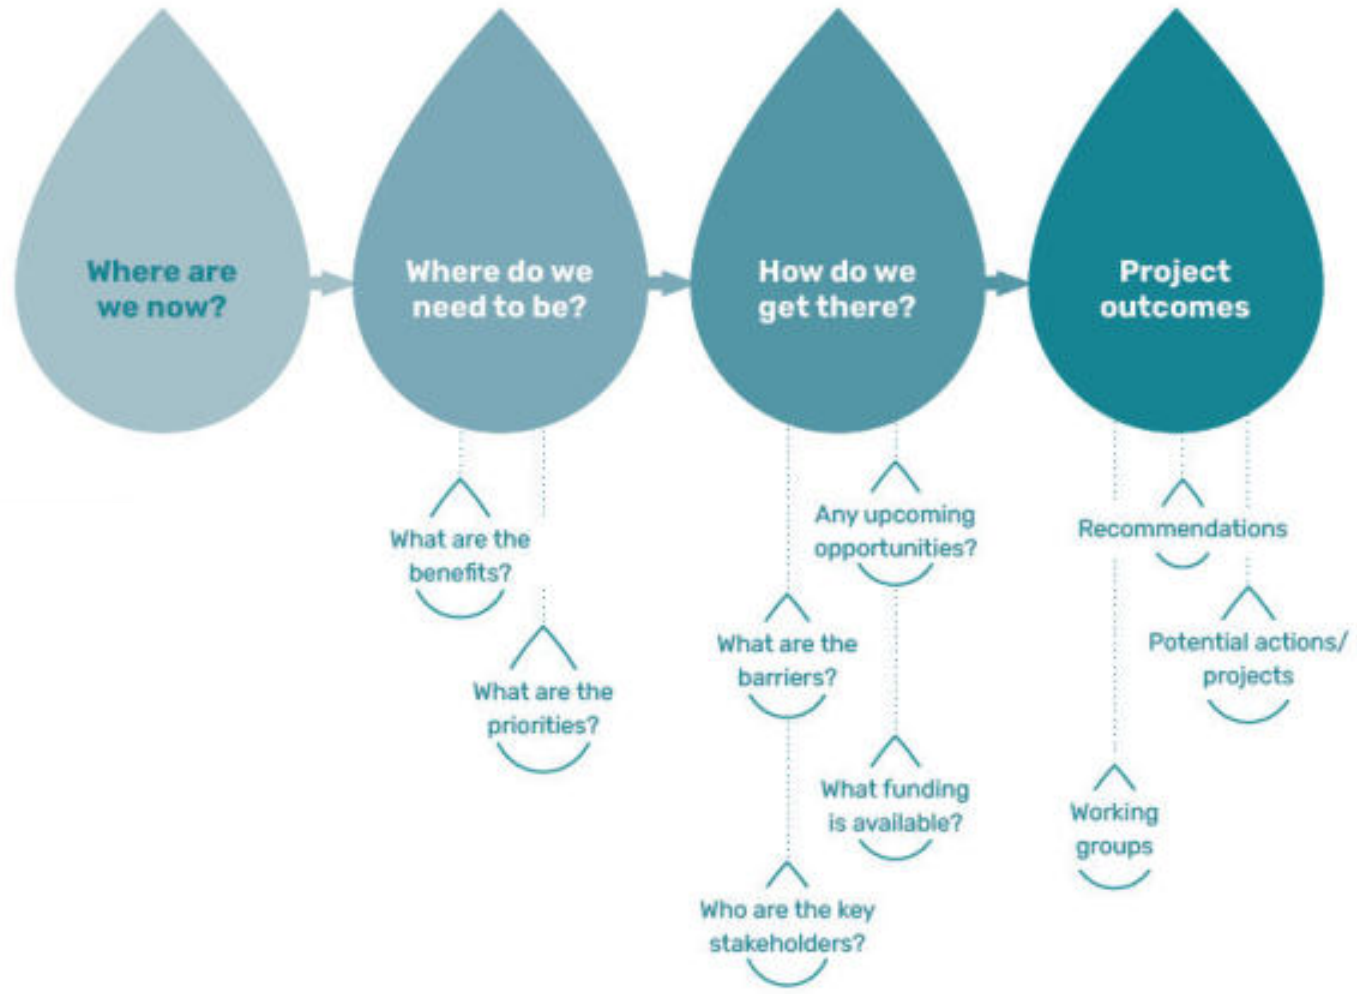 Where are
we now?
Where do we
need to be?
How do we
get there?
Project
outcomes
What are the
benefits?
What are the
priorities?
Any upcoming
opportunities?
What are the
barriers?
What funding
is available?
Who are the key
stakeholders?
Recommendations
Potential actions/
projects
Working
groups